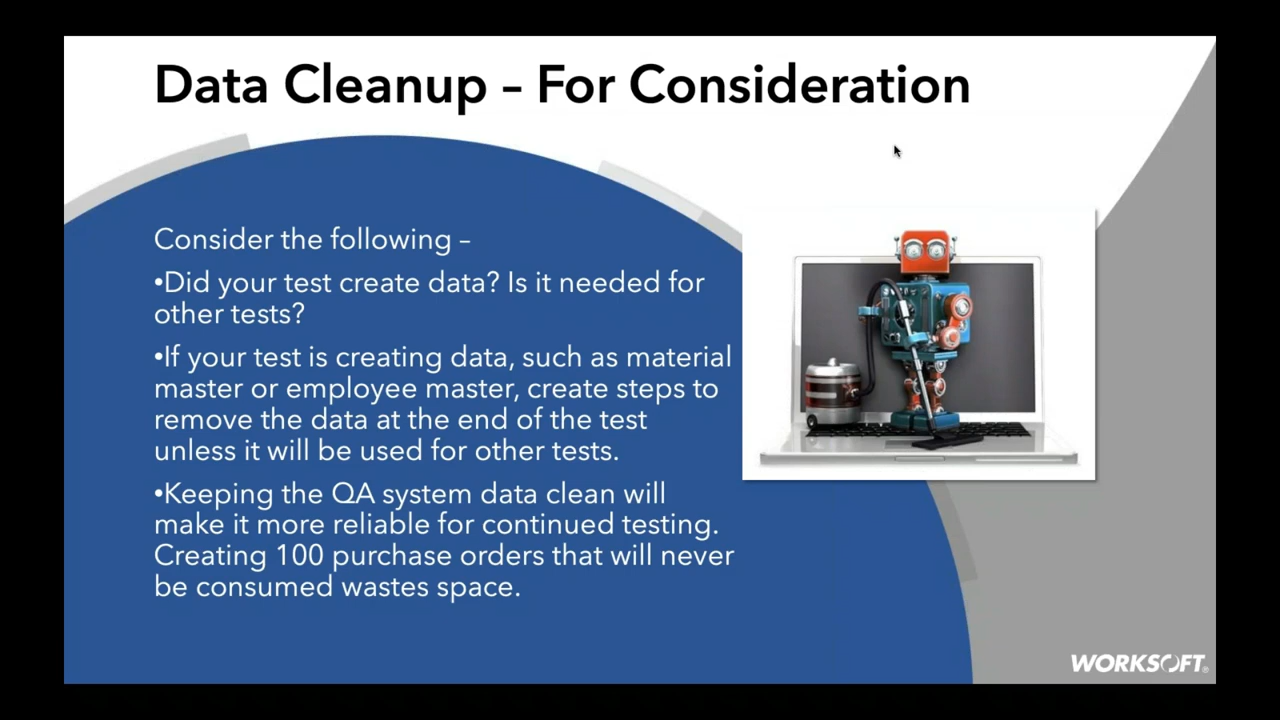 Data Cleanup – For Consideration
Consider the following –
•Did your test create data? Is it needed for
other tests?
•If your test is creating data, such as material
master or employee master, create steps to
remove the data at the end of the test
unless it will be used for other tests.
•Keeping the QA system data clean will
make it more reliable for continued testing.
Creating 100 purchase orders that will never
be consumed wastes space.
WORKSOFT®